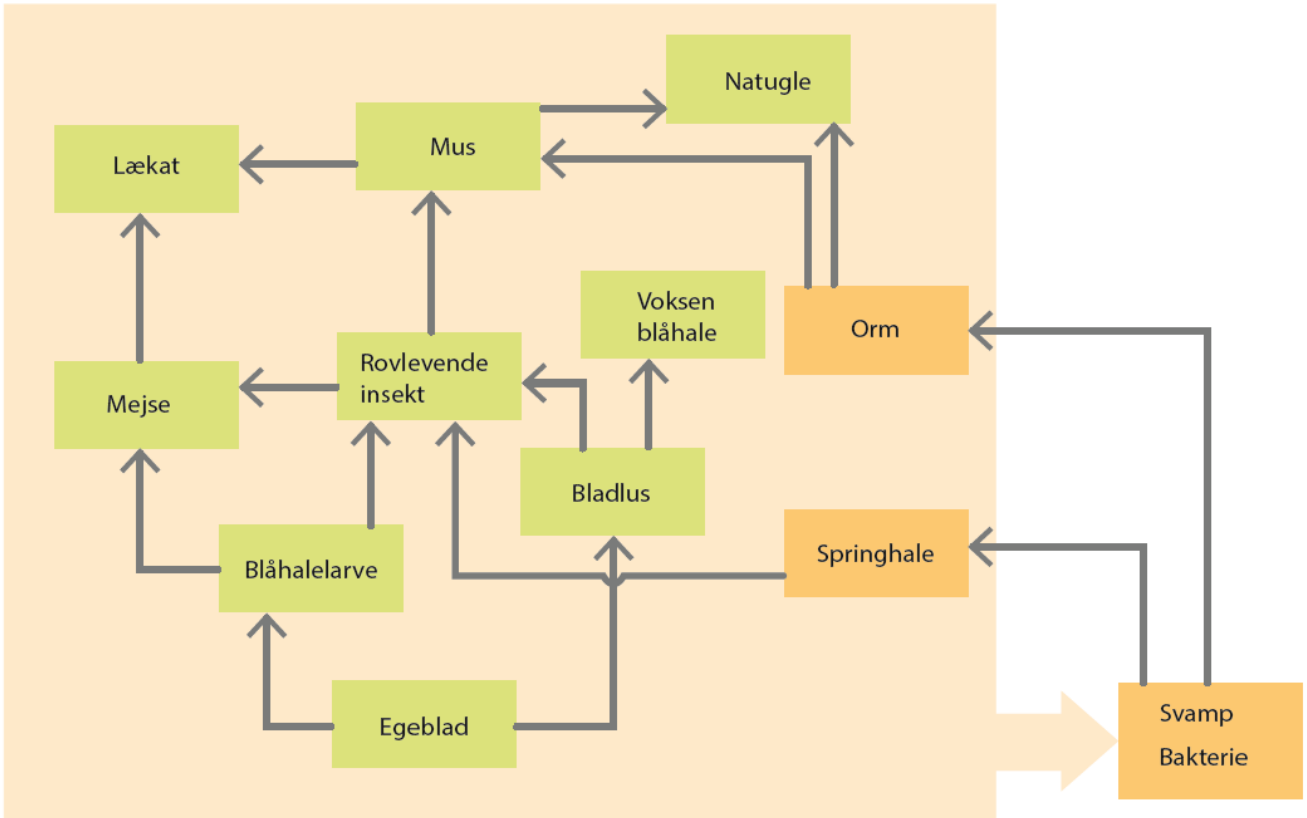 Natugle
Mus
Lækat
Voksen
blåhale
Orm
Rovlevende
insekt
Mejse
Bladlus
Springhale
Blåhalelarve
Egeblad
Svamp
Bakterie